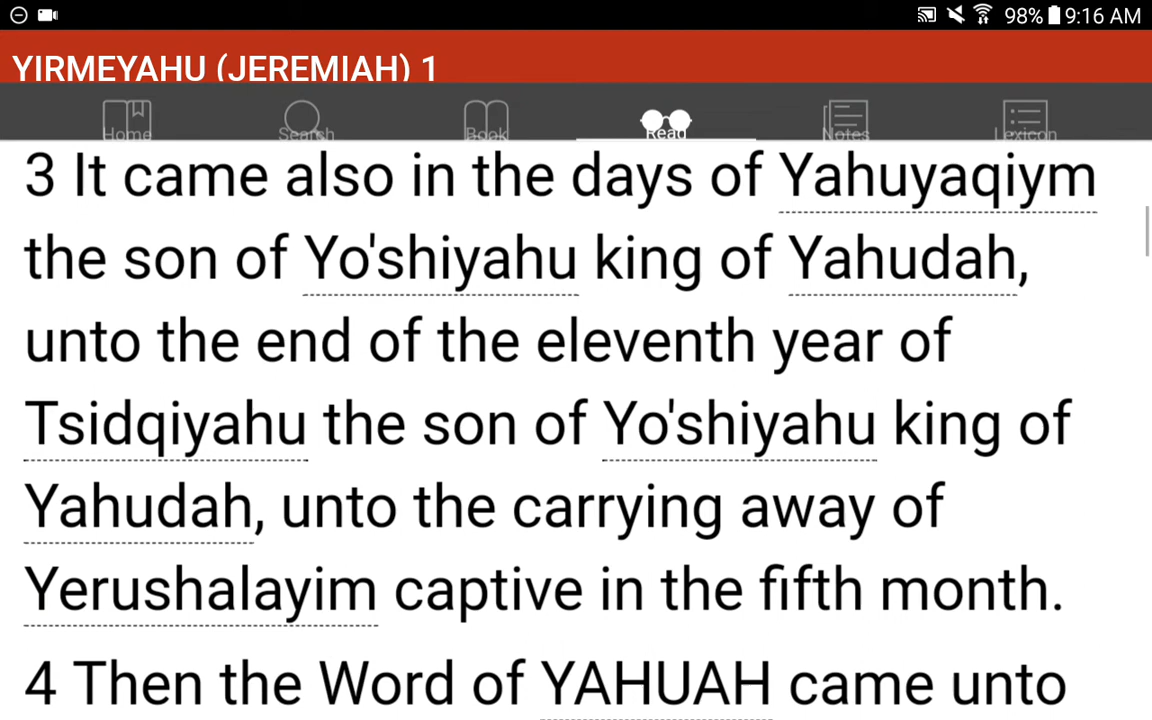 98% 9:16 AM
YIRMEYAHU (JEREMIAH) 1
Home Search Book Read Notes Lexicon
3 It came also in the days of Yahuyaqiym
the son of Yo'shiyahu king of Yahudah,
unto the end of the eleventh year of
Tsidqiyahu the son of Yo'shiyahu king of
Yahudah, unto the carrying away of
Yerushalayim captive in the fifth month.
4 Then the Word of YAHUAH came unto